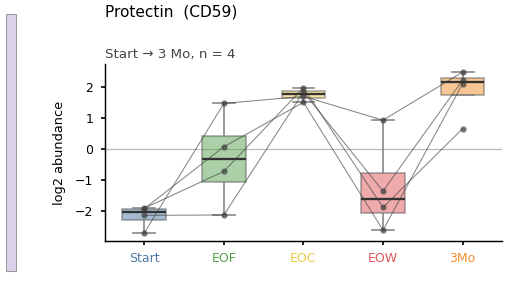 Protectin (CD59)
Start → 3 Mo, n = 4
log2 abundance
2
1
0
−1
−2
Start EOF EOC EOW 3Mo